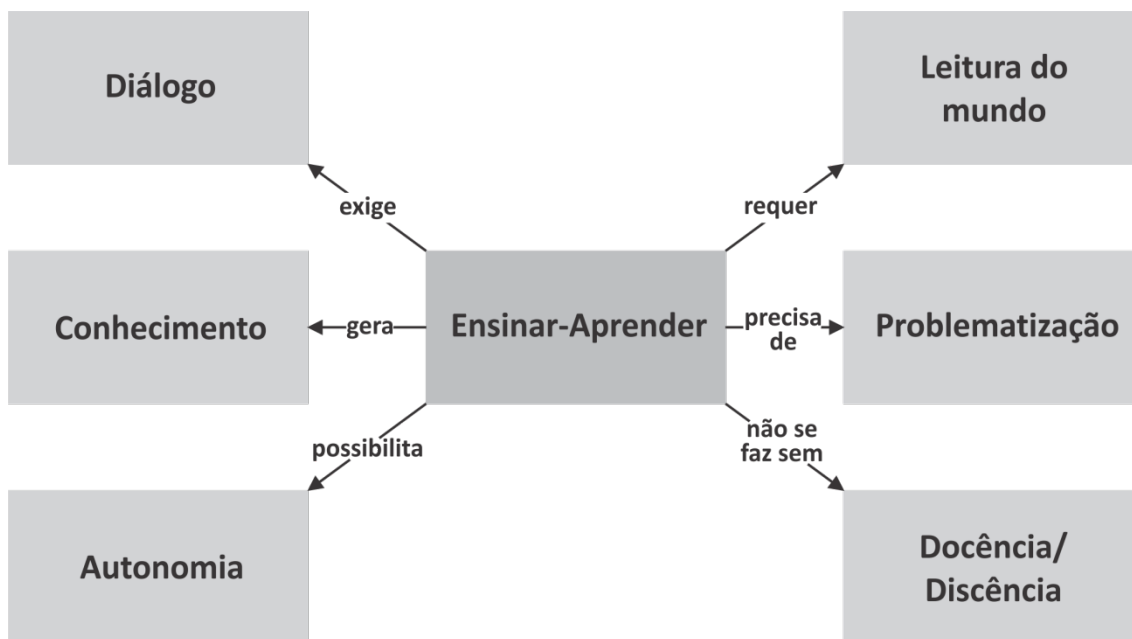 Diálogo
Leitura do
mundo
exige
requer
Conhecimento
gera
Ensinar-Aprender
precisa
de
Problematização
possibilita
não se
faz sem
Autonomia
Docência/
Discência